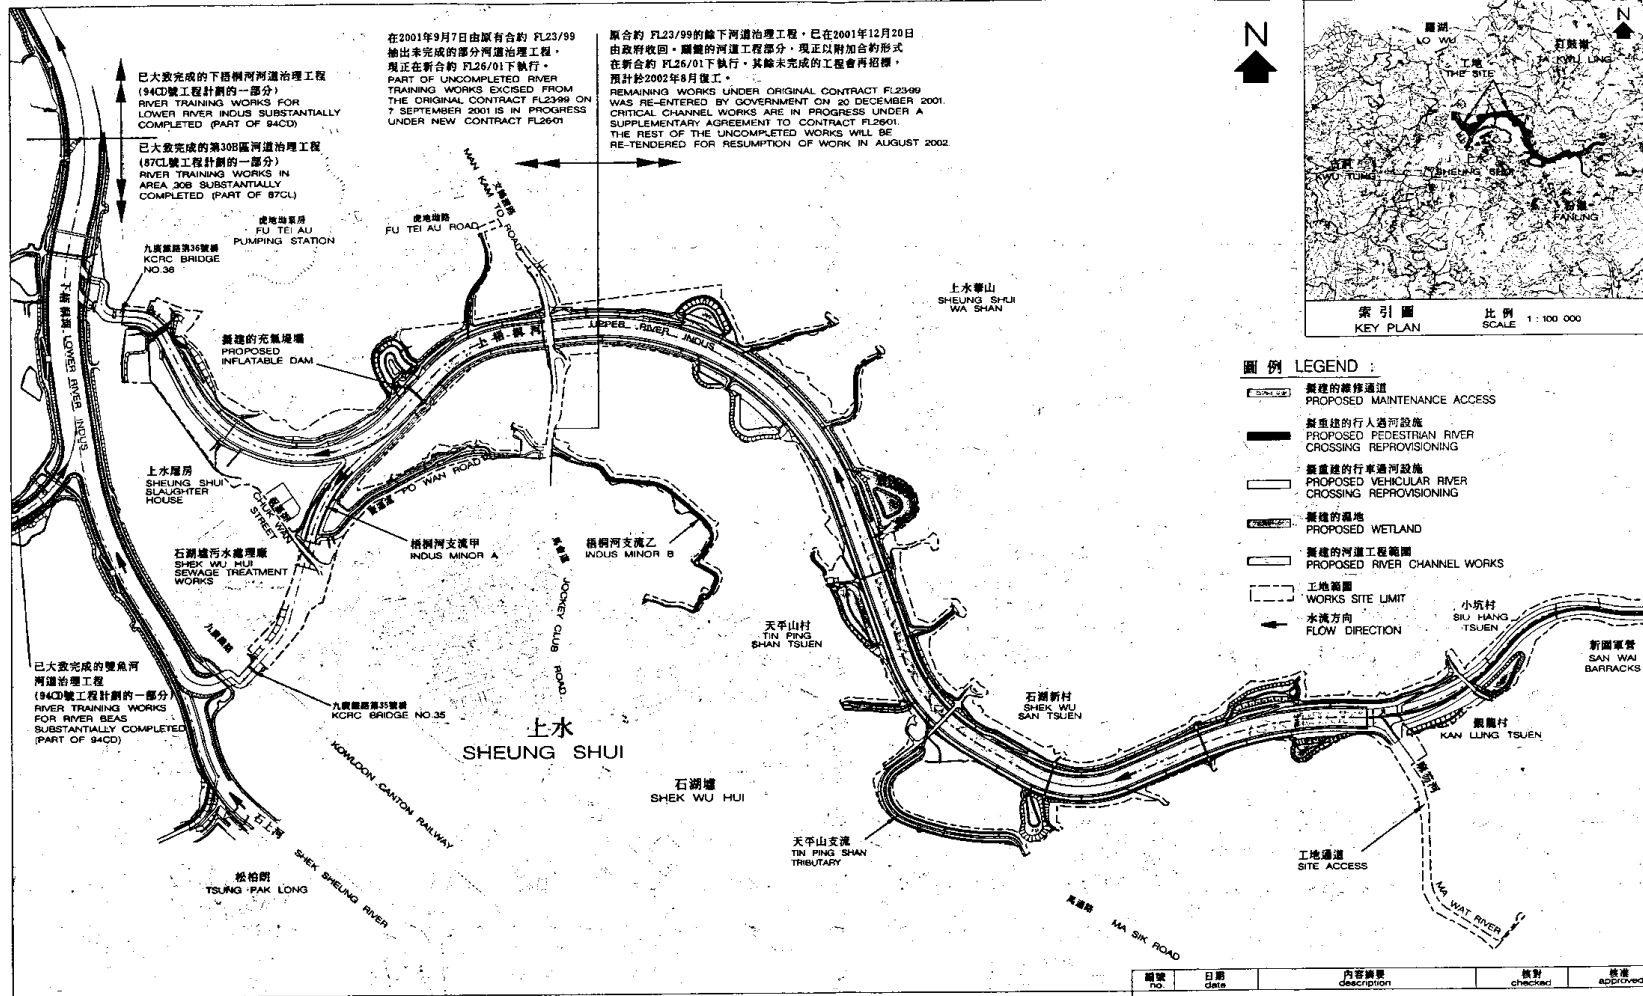 在2001年9月7日由原有合約 FL23/99
抽出未完成的部分河道治理工程，
現正在新合約 FL26/01下執行。
PART OF UNCOMPLETED RIVER
TRAINING WORKS EXCISED FROM
THE ORIGINAL CONTRACT FL23/99 ON
7 SEPTEMBER 2001 IS IN PROGRESS
UNDER NEW CONTRACT FL26/01
原合約 FL23/99的餘下河道治理工程，已在2001年12月20日
由政府收回。關鍵的河道工程部分，現正以附加合約形式
在新合約 FL26/01下執行。其餘未完成的工程會再招標，
預計於2002年8月復工。
REMAINING WORKS UNDER ORIGINAL CONTRACT FL23/99
WAS RE-ENTERED BY GOVERNMENT ON 20 DECEMBER 2001.
CRITICAL CHANNEL WORKS ARE IN PROGRESS UNDER A
SUPPLEMENTARY AGREEMENT TO CONTRACT FL26/01.
THE REST OF THE UNCOMPLETED WORKS WILL BE
RE-TENDERED FOR RESUMPTION OF WORK IN AUGUST 2002.
已大致完成的下梧桐河河道治理工程
(94CD號工程計劃的一部分)
RIVER TRAINING WORKS FOR
LOWER RIVER INDUS SUBSTANTIALLY
COMPLETED (PART OF 94CD)
已大致完成的第30B區河道治理工程
(87CL號工程計劃的一部分)
RIVER TRAINING WORKS IN
AREA 30B SUBSTANTIALLY
COMPLETED (PART OF 87CL)
N
N
羅湖
LO WU
打鼓嶺
TA KWU LING
工地
THE SITE
古洞
KWU TUNG
上水
SHEUNG SHUI
粉嶺
FANLING
索引圖
KEY PLAN
比例
SCALE 1 : 100 000
虎地坳泵房
FU TEI AU
PUMPING STATION
虎地坳路
FU TEI AU ROAD
文錦渡路
MAN KAM TO ROAD
九廣鐵路第36號橋
KCRC BRIDGE
NO.36
上水華山
SHEUNG SHUI
WA SHAN
下梧桐河 LOWER RIVER INDUS
擬建的充氣堤壩
PROPOSED
INFLATABLE DAM
上梧桐河 UPPER RIVER INDUS
圖例 LEGEND :
擬建的維修通道
PROPOSED MAINTENANCE ACCESS
擬重建的行人過河設施
PROPOSED PEDESTRIAN RIVER
CROSSING REPROVISIONING
擬重建的行車過河設施
PROPOSED VEHICULAR RIVER
CROSSING REPROVISIONING
擬建的濕地
PROPOSED WETLAND
擬建的河道工程範圍
PROPOSED RIVER CHANNEL WORKS
工地範圍
WORKS SITE LIMIT
水流方向
FLOW DIRECTION
上水屠房
SHEUNG SHUI
SLAUGHTER
HOUSE
CHUK WAN
STREET
寶運路 PO WAN ROAD
石湖墟污水處理廠
SHEK WU HUI
SEWAGE TREATMENT
WORKS
梧桐河支流甲
INDUS MINOR A
梧桐河支流乙
INDUS MINOR B
馬會道 JOCKEY CLUB ROAD
天平山村
TIN PING
SHAN TSUEN
小坑村
SIU HANG
TSUEN
新圍軍營
SAN WAI
BARRACKS
已大致完成的雙魚河
河道治理工程
(94CD號工程計劃的一部分)
RIVER TRAINING WORKS
FOR RIVER BEAS
SUBSTANTIALLY COMPLETED
(PART OF 94CD)
九廣鐵路
KOWLOON CANTON RAILWAY
九廣鐵路第35號橋
KCRC BRIDGE NO.35
上水
SHEUNG SHUI
石湖新村
SHEK WU
SAN TSUEN
KAN LUNG TSUEN
石湖墟
SHEK WU HUI
石上河
SHEK SHEUNG RIVER
松柏朗
TSUNG PAK LONG
天平山支流
TIN PING SHAN
TRIBUTARY
工地通道
SITE ACCESS
MA WAT RIVER
馬適路
MA SIK ROAD
編號
no.
日期
date
內容摘要
description
核對
checked
核准
approved